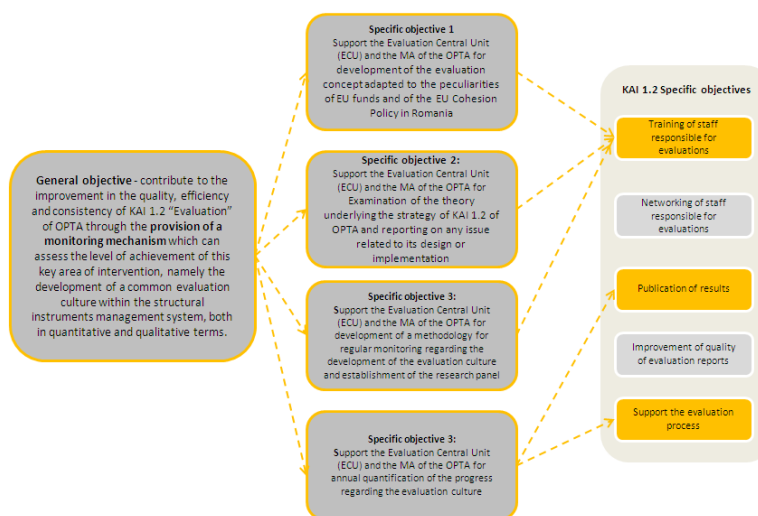 General objective - contribute to the
improvement in the quality, efficiency
and consistency of KAI 1.2 “Evaluation”
of OPTA through the provision of a
monitoring mechanism which can
assess the level of achievement of this
key area of intervention, namely the
development of a common evaluation
culture within the structural
instruments management system, both
in quantitative and qualitative terms.
Specific objective 1
Support the Evaluation Central Unit
(ECU) and the MA of the OPTA for
development of the evaluation
concept adapted to the peculiarities
of EU funds and of the EU Cohesion
Policy in Romania
Specific objective 2:
Support the Evaluation Central Unit
(ECU) and the MA of the OPTA for
Examination of the theory
underlying the strategy of KAI 1.2 of
OPTA and reporting on any issue
related to its design or
implementation
Specific objective 3:
Support the Evaluation Central Unit
(ECU) and the MA of the OPTA for
development of a methodology for
regular monitoring regarding the
development of the evaluation culture
and establishment of the research panel
Specific objective 3:
Support the Evaluation Central Unit
(ECU) and the MA of the OPTA for
annual quantification of the progress
regarding the evaluation culture
KAI 1.2 Specific objectives
Training of staff
responsible for
evaluations
Networking of staff
responsible for
evaluations
Publication of results
Improvement of quality
of evaluation reports
Support the evaluation
process